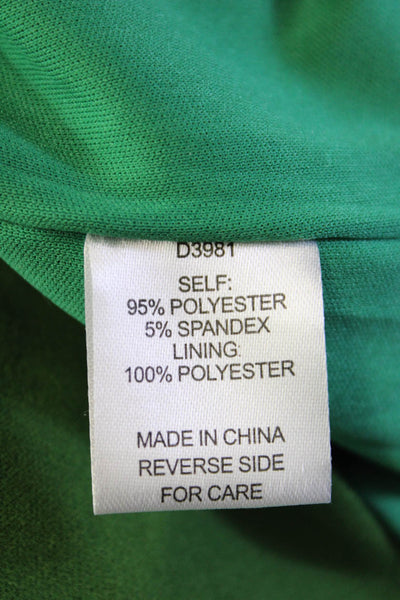 D3981
SELF:
95% POLYESTER
5% SPANDEX
LINING:
100% POLYESTER
MADE IN CHINA
REVERSE SIDE
FOR CARE